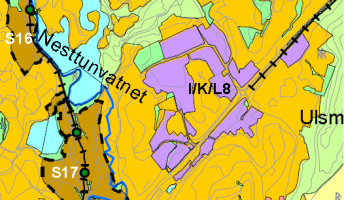 S16
Nesttunvatnet
I/K/L8
Ulsm
S17